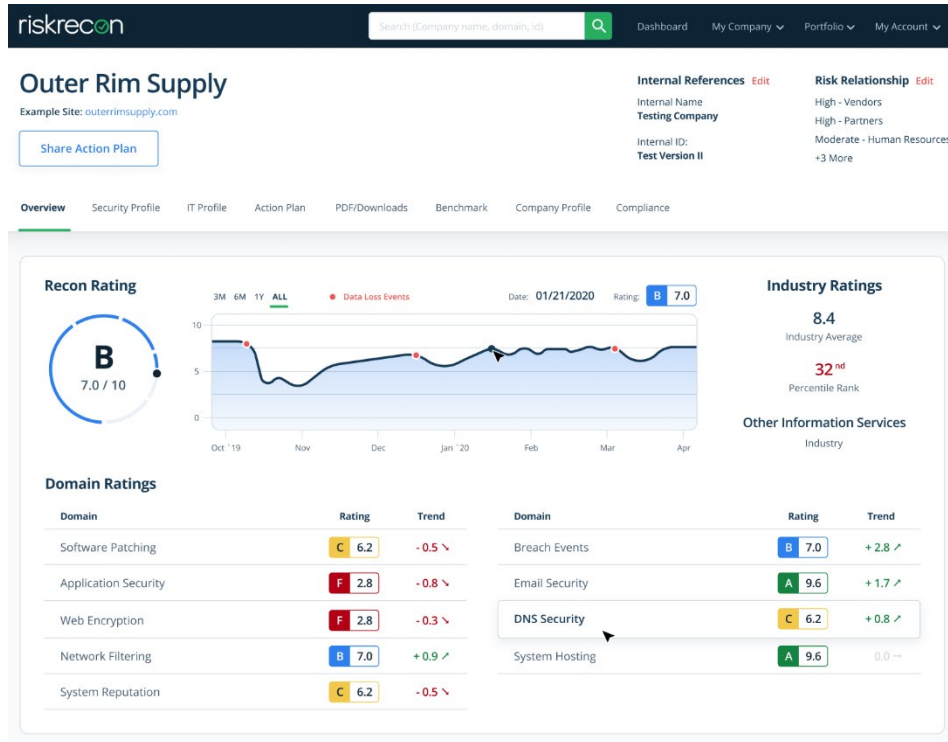 riskrecon
Search (Company name, domain, id)
Dashboard My Company Portfolio My Account
Outer Rim Supply
Example Site: outerrimsupply.com
Share Action Plan
Internal References Edit
Internal Name
Testing Company
Internal ID:
Test Version II
Risk Relationship Edit
High - Vendors
High - Partners
Moderate - Human Resources
+3 More
Overview Security Profile IT Profile Action Plan PDF/Downloads Benchmark Company Profile Compliance
Recon Rating
B
7.0 / 10
3M 6M 1Y ALL
Data Loss Events
Date: 01/21/2020 Rating: B 7.0
10
5
0
Oct `19 Nov Dec Jan `20 Feb Mar Apr
Industry Ratings
8.4
Industry Average
32nd
Percentile Rank
Other Information Services
Industry
Domain Ratings
Domain Rating Trend
Software Patching C 6.2 - 0.5
Application Security F 2.8 - 0.8
Web Encryption F 2.8 - 0.3
Network Filtering B 7.0 + 0.9
System Reputation C 6.2 - 0.5
Domain Rating Trend
Breach Events B 7.0 + 2.8
Email Security A 9.6 + 1.7
DNS Security C 6.2 + 0.8
System Hosting A 9.6 0.0